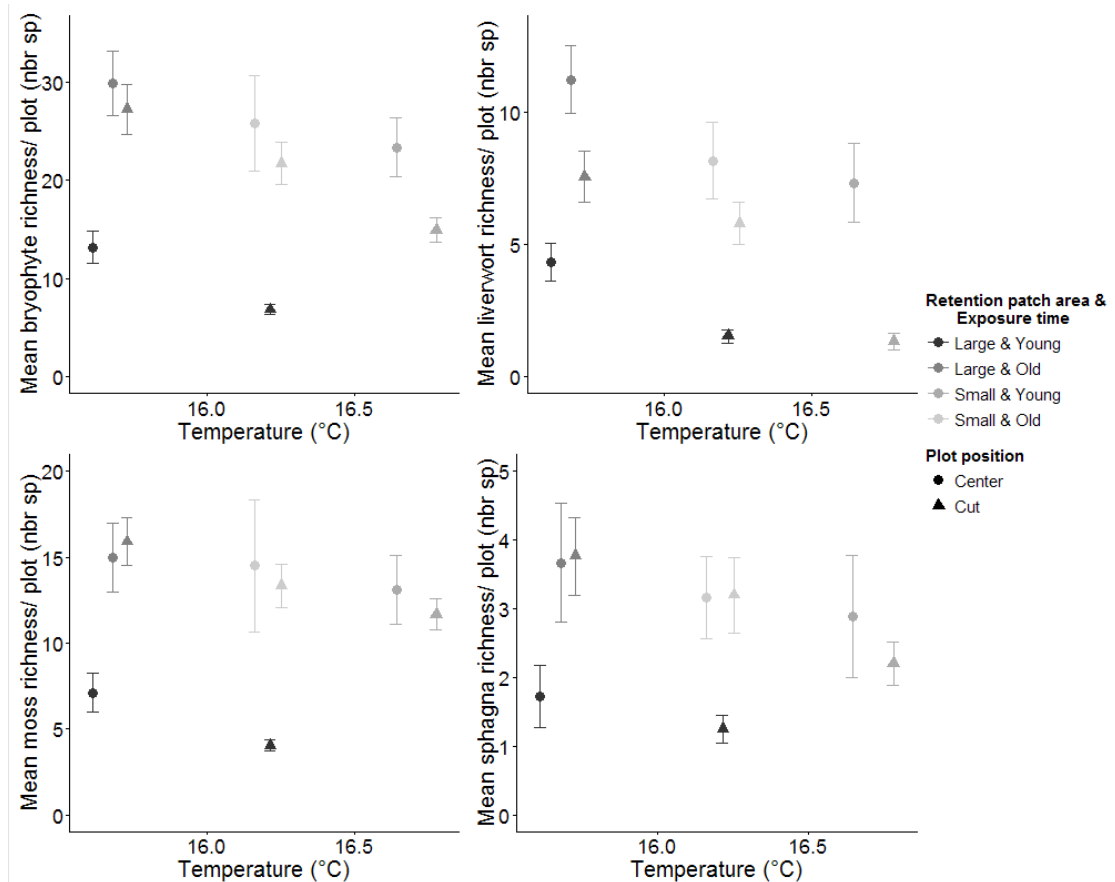 Mean bryophyte richness/ plot (nbr sp)
30
20
10
0
16.0 16.5
Temperature (°C)
Mean liverwort richness/ plot (nbr sp)
10
5
0
16.0 16.5
Temperature (°C)
Mean moss richness/ plot (nbr sp)
20
15
10
5
0
16.0 16.5
Temperature (°C)
Mean sphagna richness/ plot (nbr sp)
5
4
3
2
1
0
16.0 16.5
Temperature (°C)
Retention patch area &
Exposure time
Large & Young
Large & Old
Small & Young
Small & Old
Plot position
Center
Cut